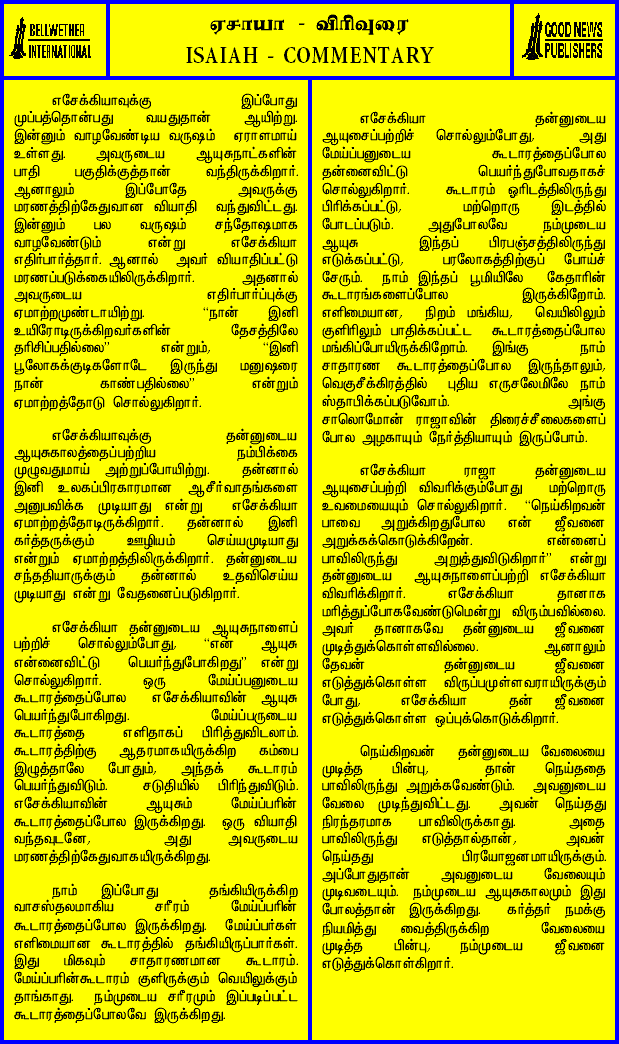 BELLWETHER
INTERNATIONAL
ஏசாயா - விரிவுரை
ISAIAH - COMMENTARY
GOOD NEWS
PUBLISHERS
எசேக்கியாவுக்கு இப்போது
முப்பத்தொன்பது வயதுதான் ஆயிற்று.
இன்னும் வாழவேண்டிய வருஷம் ஏராளமாய்
உள்ளது. அவருடைய ஆயுசுநாட்களின்
பாதி பகுதிக்குத்தான் வந்திருக்கிறார்.
ஆனாலும் இப்போதே அவருக்கு
மரணத்திற்கேதுவான வியாதி வந்துவிட்டது.
இன்னும் பல வருஷம் சந்தோஷமாக
வாழவேண்டும் என்று எசேக்கியா
எதிர்பார்த்தார். ஆனால் அவர் வியாதிப்பட்டு
மரணப்படுக்கையிலிருக்கிறார். அதனால்
அவருடைய எதிர்பார்ப்புக்கு
ஏமாற்றமுண்டாயிற்று. “நான் இனி
உயிரோடிருக்கிறவர்களின் தேசத்திலே
தரிசிப்பதில்லை” என்றும், “இனி
பூலோகக்குடிகளோடே இருந்து மனுஷரை
நான் காண்பதில்லை” என்றும்
ஏமாற்றத்தோடு சொல்லுகிறார்.
எசேக்கியாவுக்கு தன்னுடைய
ஆயுசுகாலத்தைப்பற்றிய நம்பிக்கை
முழுவதுமாய் அற்றுப்போயிற்று. தன்னால்
இனி உலகப்பிரகாரமான ஆசீர்வாதங்களை
அனுபவிக்க முடியாது என்று எசேக்கியா
ஏமாற்றத்தோடிருக்கிறார். தன்னால் இனி
கர்த்தருக்கும் ஊழியம் செய்யமுடியாது
என்றும் ஏமாற்றத்திலிருக்கிறார். தன்னுடைய
சந்ததியாருக்கும் தன்னால் உதவிசெய்ய
முடியாது என்று வேதனைப்படுகிறார்.
எசேக்கியா தன்னுடைய ஆயுசுநாளைப்
பற்றிச் சொல்லும்போது, “என் ஆயுசு
என்னைவிட்டு பெயர்ந்துபோகிறது” என்று
சொல்லுகிறார். ஒரு மேய்ப்பனுடைய
கூடாரத்தைப்போல எசேக்கியாவின் ஆயுசு
பெயர்ந்துபோகிறது. மேய்ப்பருடைய
கூடாரத்தை எளிதாகப் பிரித்துவிடலாம்.
கூடாரத்திற்கு ஆதரமாகயிருக்கிற கம்பை
இழுத்தாலே போதும், அந்தக் கூடாரம்
பெயர்ந்துவிடும். சடுதியில் பிரிந்துவிடும்.
எசேக்கியாவின் ஆயுசும் மேய்ப்பரின்
கூடாரத்தைப்போல இருக்கிறது. ஒரு வியாதி
வந்தவுடனே, அது அவருடைய
மரணத்திற்கேதுவாகயிருக்கிறது.
நாம் இப்போது தங்கியிருக்கிற
வாசஸ்தலமாகிய சரீரம் மேய்ப்பரின்
கூடாரத்தைப்போல இருக்கிறது. மேய்ப்பர்கள்
எளிமையான கூடாரத்தில் தங்கியிருப்பார்கள்.
இது மிகவும் சாதாரணமான கூடாரம்.
மேய்ப்பரின்கூடாரம் குளிருக்கும் வெயிலுக்கும்
தாங்காது. நம்முடைய சரீரமும் இப்படிப்பட்ட
கூடாரத்தைப்போலவே இருக்கிறது.
எசேக்கியா தன்னுடைய
ஆயுசைப்பற்றிச் சொல்லும்போது, அது
மேய்ப்பனுடைய கூடாரத்தைப்போல
தன்னைவிட்டு பெயர்ந்துபோவதாகச்
சொல்லுகிறார். கூடாரம் ஓரிடத்திலிருந்து
பிரிக்கப்பட்டு, மற்றொரு இடத்தில்
போடப்படும். அதுபோலவே நம்முடைய
ஆயுசு இந்தப் பிரபஞ்சத்திலிருந்து
எடுக்கப்பட்டு, பரலோகத்திற்குப் போய்ச்
சேரும். நாம் இந்தப் பூமியிலே கேதாரின்
கூடாரங்களைப்போல இருக்கிறோம்.
எளிமையான, நிறம் மங்கிய, வெயிலிலும்
குளிரிலும் பாதிக்கப்பட்ட கூடாரத்தைப்போல
மங்கிப்போயிருக்கிறோம். இங்கு நாம்
சாதாரண கூடாரத்தைப்போல இருந்தாலும்,
வெகுசீக்கிரத்தில் புதிய எருசலேமிலே நாம்
ஸ்தாபிக்கப்படுவோம். அங்கு
சாலொமோன் ராஜாவின் திரைச்சீலைகளைப்
போல அழகாயும் நேர்த்தியாயும் இருப்போம்.
எசேக்கியா ராஜா தன்னுடைய
ஆயுசைப்பற்றி விவரிக்கும்போது மற்றொரு
உவமையையும் சொல்லுகிறார். “நெய்கிறவன்
பாவை அறுக்கிறதுபோல என் ஜீவனை
அறுக்கக்கொடுக்கிறேன். என்னைப்
பாவிலிருந்து அறுத்துவிடுகிறார்” என்று
தன்னுடைய ஆயுசுநாளைப்பற்றி எசேக்கியா
விவரிக்கிறார். எசேக்கியா தானாக
மரித்துப்போகவேண்டுமென்று விரும்பவில்லை.
அவர் தானாகவே தன்னுடைய ஜீவனை
முடித்துக்கொள்ளவில்லை. ஆனாலும்
தேவன் தன்னுடைய ஜீவனை
எடுத்துக்கொள்ள விருப்பமுள்ளவராயிருக்கும்
போது, எசேக்கியா தன் ஜீவனை
எடுத்துக்கொள்ள ஒப்புக்கொடுக்கிறார்.
நெய்கிறவன் தன்னுடைய வேலையை
முடித்த பின்பு, தான் நெய்ததை
பாவிலிருந்து அறுக்கவேண்டும். அவனுடைய
வேலை முடிந்துவிட்டது. அவன் நெய்தது
நிரந்தரமாக பாவிலிருக்காது. அதை
பாவிலிருந்து எடுத்தால்தான், அவன்
நெய்தது பிரயோஜனமாயிருக்கும்.
அப்போதுதான் அவனுடைய வேலையும்
முடிவடையும். நம்முடைய ஆயுசுகாலமும் இது
போலத்தான் இருக்கிறது. கர்த்தர் நமக்கு
நியமித்து வைத்திருக்கிற வேலையை
முடித்த பின்பு, நம்முடைய ஜீவனை
எடுத்துக்கொள்கிறார்.